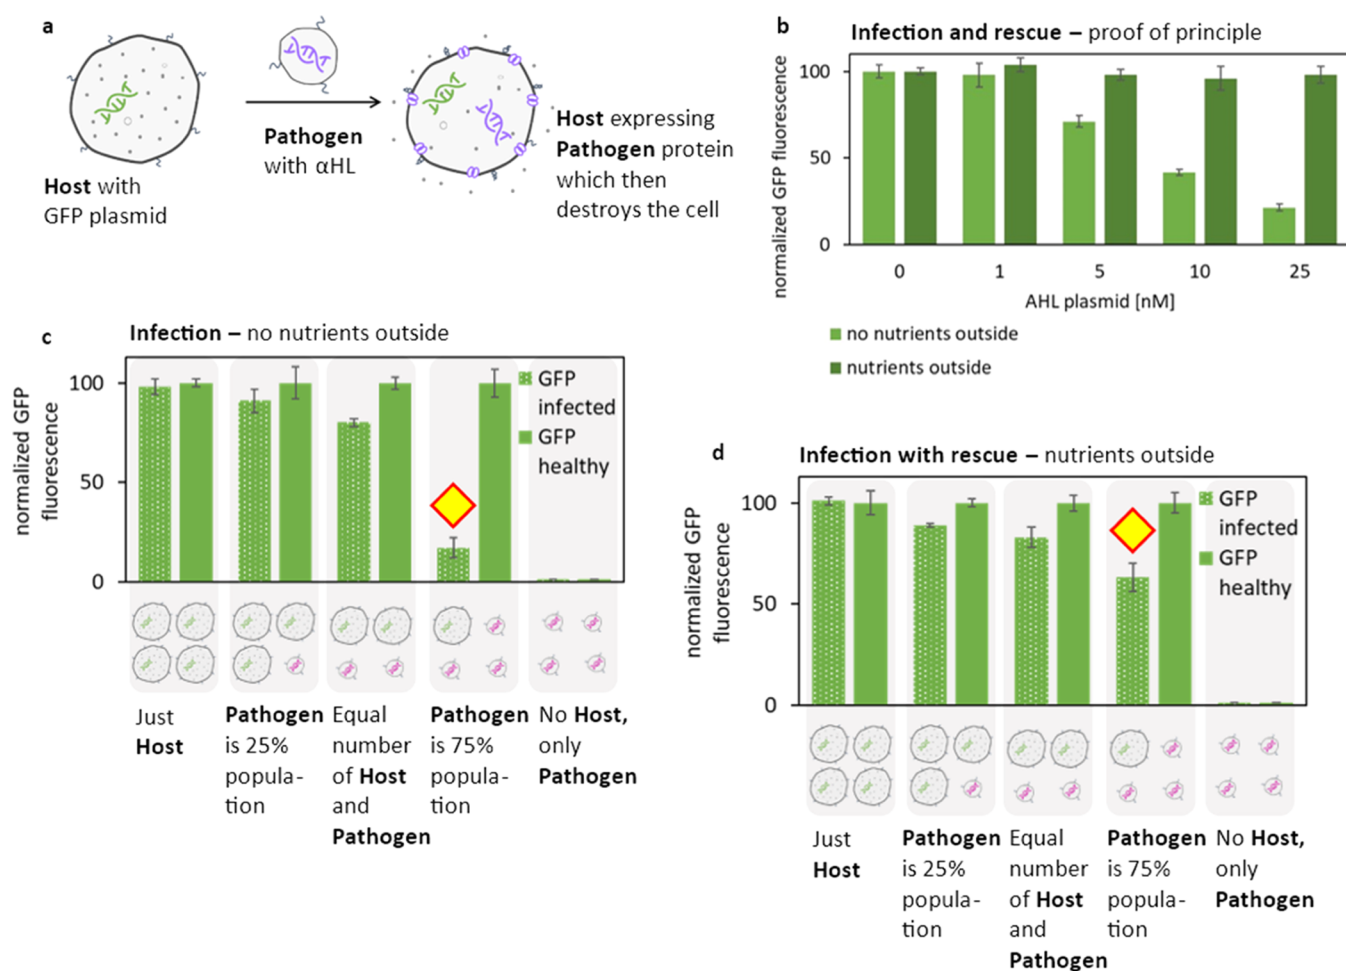 a
Host with
GFP plasmid
Pathogen
with αHL
Host expressing
Pathogen protein
which then
destroys the cell
b
Infection and rescue – proof of principle
normalized GFP fluorescence
100
50
0
0 1 5 10 25
AHL plasmid [nM]
no nutrients outside
nutrients outside
c
Infection – no nutrients outside
normalized GFP
fluorescence
100
50
0
GFP
infected
GFP
healthy
Just
Host
Pathogen
is 25%
popula-
tion
Equal
number
of Host
and
Pathogen
Pathogen
is 75%
popula-
tion
No Host,
only
Pathogen
d
Infection with rescue – nutrients outside
normalized GFP
fluorescence
100
50
0
GFP
infected
GFP
healthy
Just
Host
Pathogen
is 25%
popula-
tion
Equal
number
of Host
and
Pathogen
Pathogen
is 75%
popula-
tion
No Host,
only
Pathogen